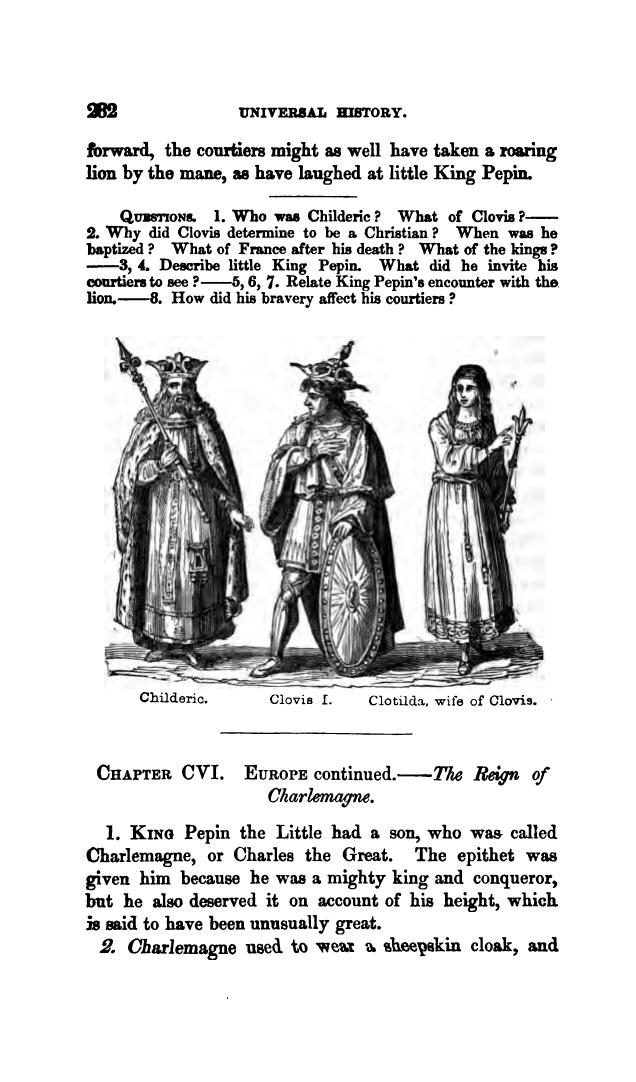 282 UNIVERSAL HISTORY.
forward, the courtiers might as well have taken a roaring
lion by the mane, as have laughed at little King Pepin.
QUESTIONS. 1. Who was Childeric? What of Clovis?——
2. Why did Clovis determine to be a Christian? When was he
baptized? What of France after his death? What of the kings?
——3, 4. Describe little King Pepin. What did he invite his
courtiers to see?——5, 6, 7. Relate King Pepin's encounter with the
lion.——8. How did his bravery affect his courtiers?
Childeric. Clovis I. Clotilda, wife of Clovis.
CHAPTER CVI. EUROPE continued.——The Reign of
Charlemagne.
1. KING Pepin the Little had a son, who was called
Charlemagne, or Charles the Great. The epithet was
given him because he was a mighty king and conqueror,
but he also deserved it on account of his height, which
is said to have been unusually great.
2. Charlemagne used to wear a sheepskin cloak, and